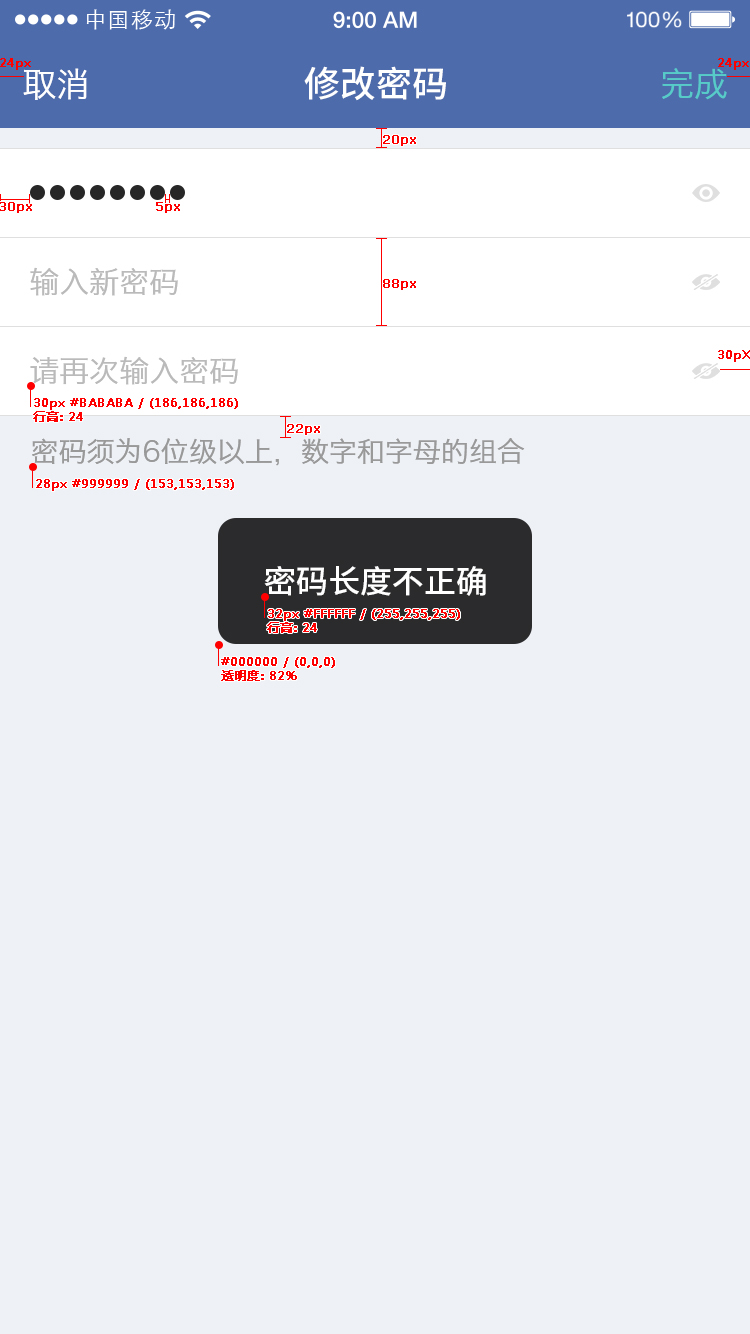 中国移动 9:00 AM 100%
24px 24px
取消 修改密码 完成
20px
30px 5px
输入新密码
88px
请再次输入密码
30px
30px #BABABA / (186,186,186)
行高: 24
22px
密码须为6位级以上，数字和字母的组合
28px #999999 / (153,153,153)
密码长度不正确
32px #FFFFFF / (255,255,255)
行高: 24
#000000 / (0,0,0)
透明度: 82%